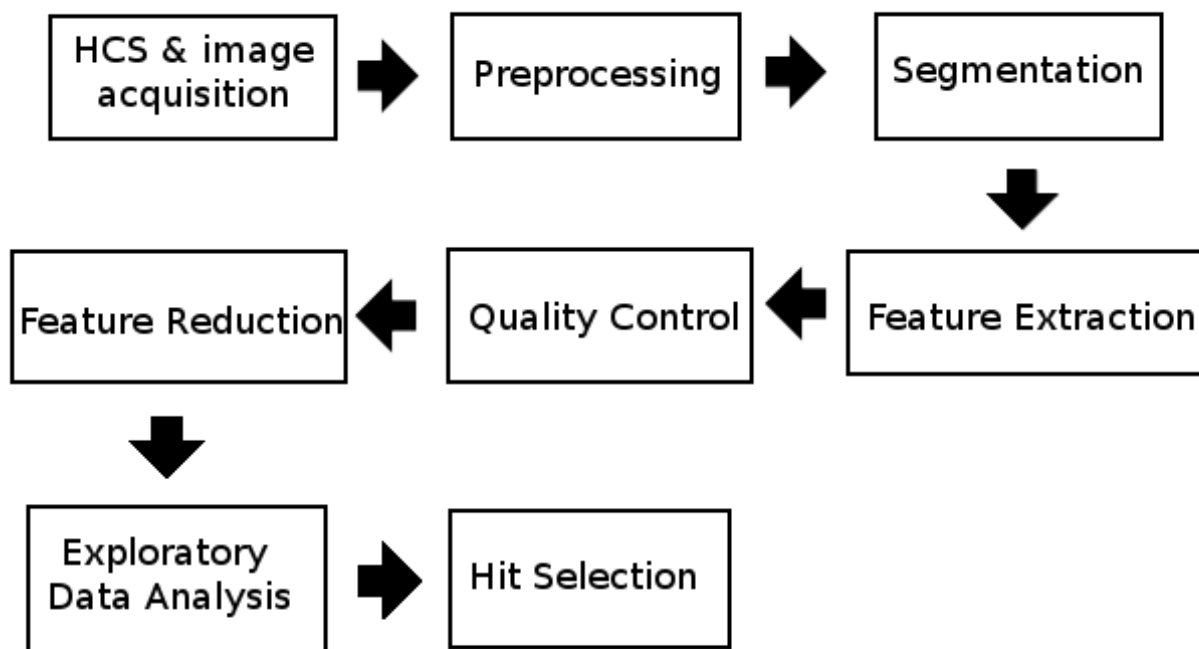 HCS & image
acquisition
Preprocessing
Segmentation
Feature Extraction
Quality Control
Feature Reduction
Exploratory
Data Analysis
Hit Selection